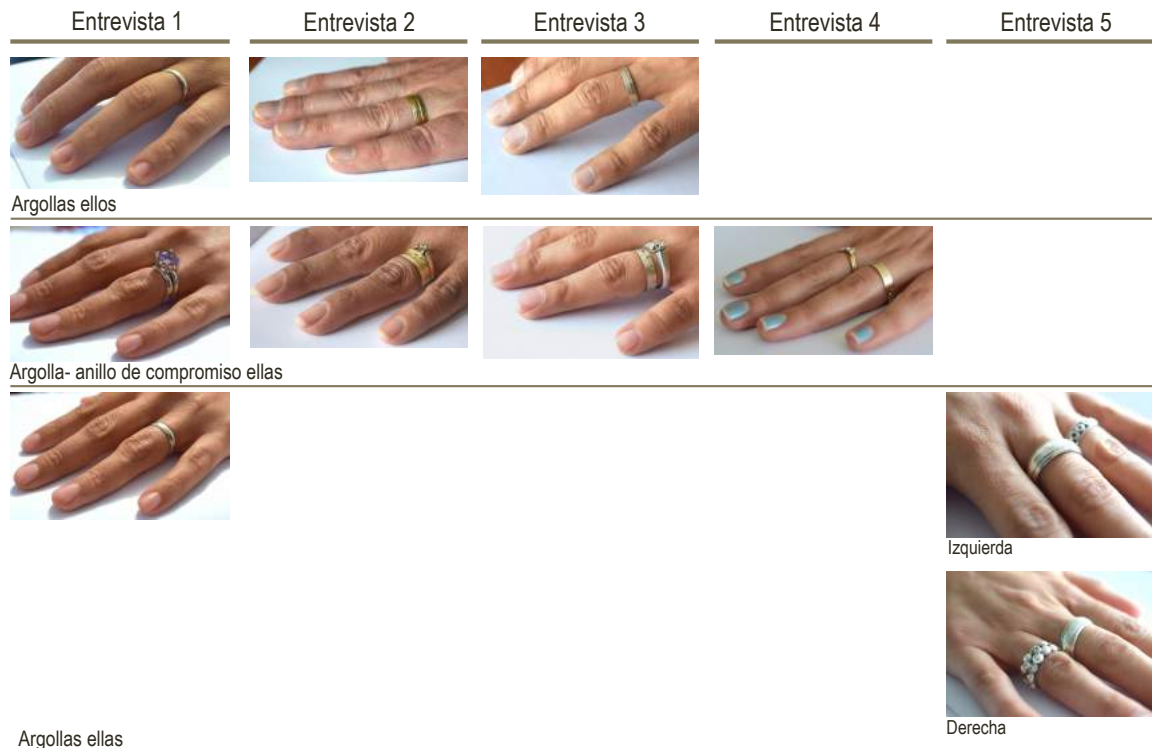 Entrevista 1
Entrevista 2
Entrevista 3
Entrevista 4
Entrevista 5
Argollas ellos
Argolla- anillo de compromiso ellas
Izquierda
Derecha
Argollas ellas